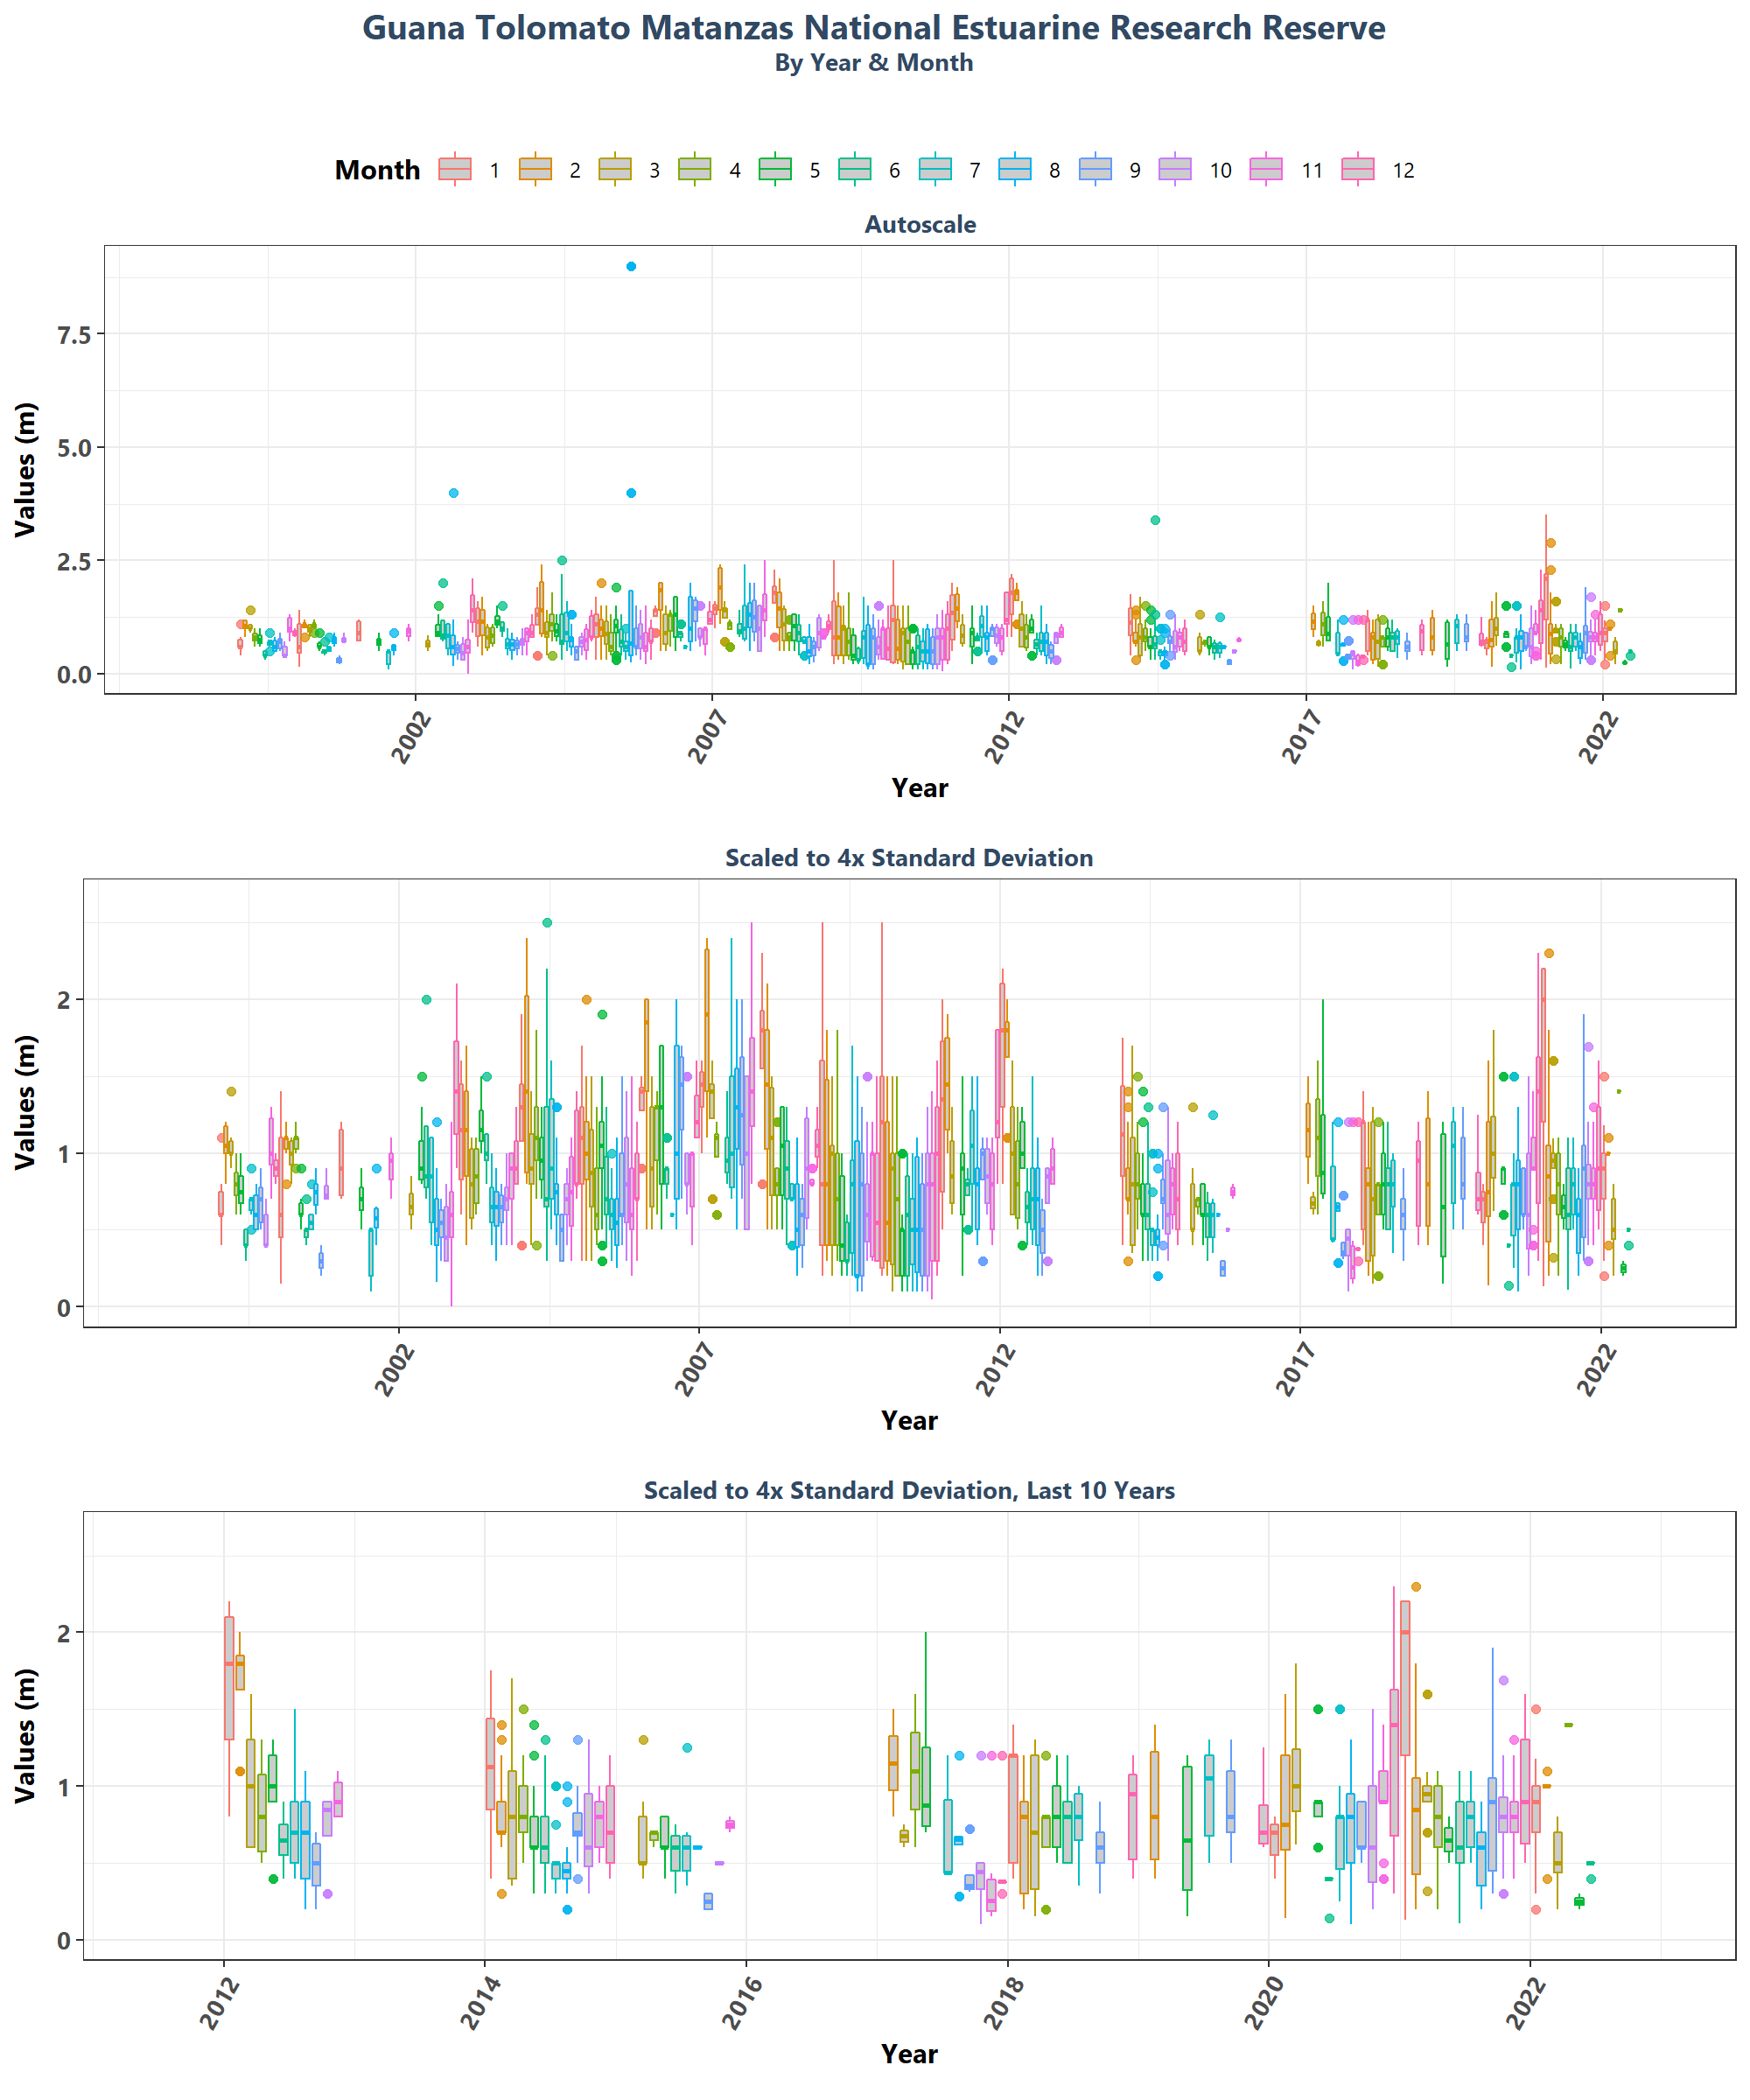 Guana Tolomato Matanzas National Estuarine Research Reserve
By Year & Month
Month 1 2 3 4 5 6 7 8 9 10 11 12
Autoscale
Values (m)
7.5
5.0
2.5
0.0
2002 2007 2012 2017 2022
Year
Scaled to 4x Standard Deviation
Values (m)
2
1
0
2002 2007 2012 2017 2022
Year
Scaled to 4x Standard Deviation, Last 10 Years
Values (m)
2
1
0
2012 2014 2016 2018 2020 2022
Year